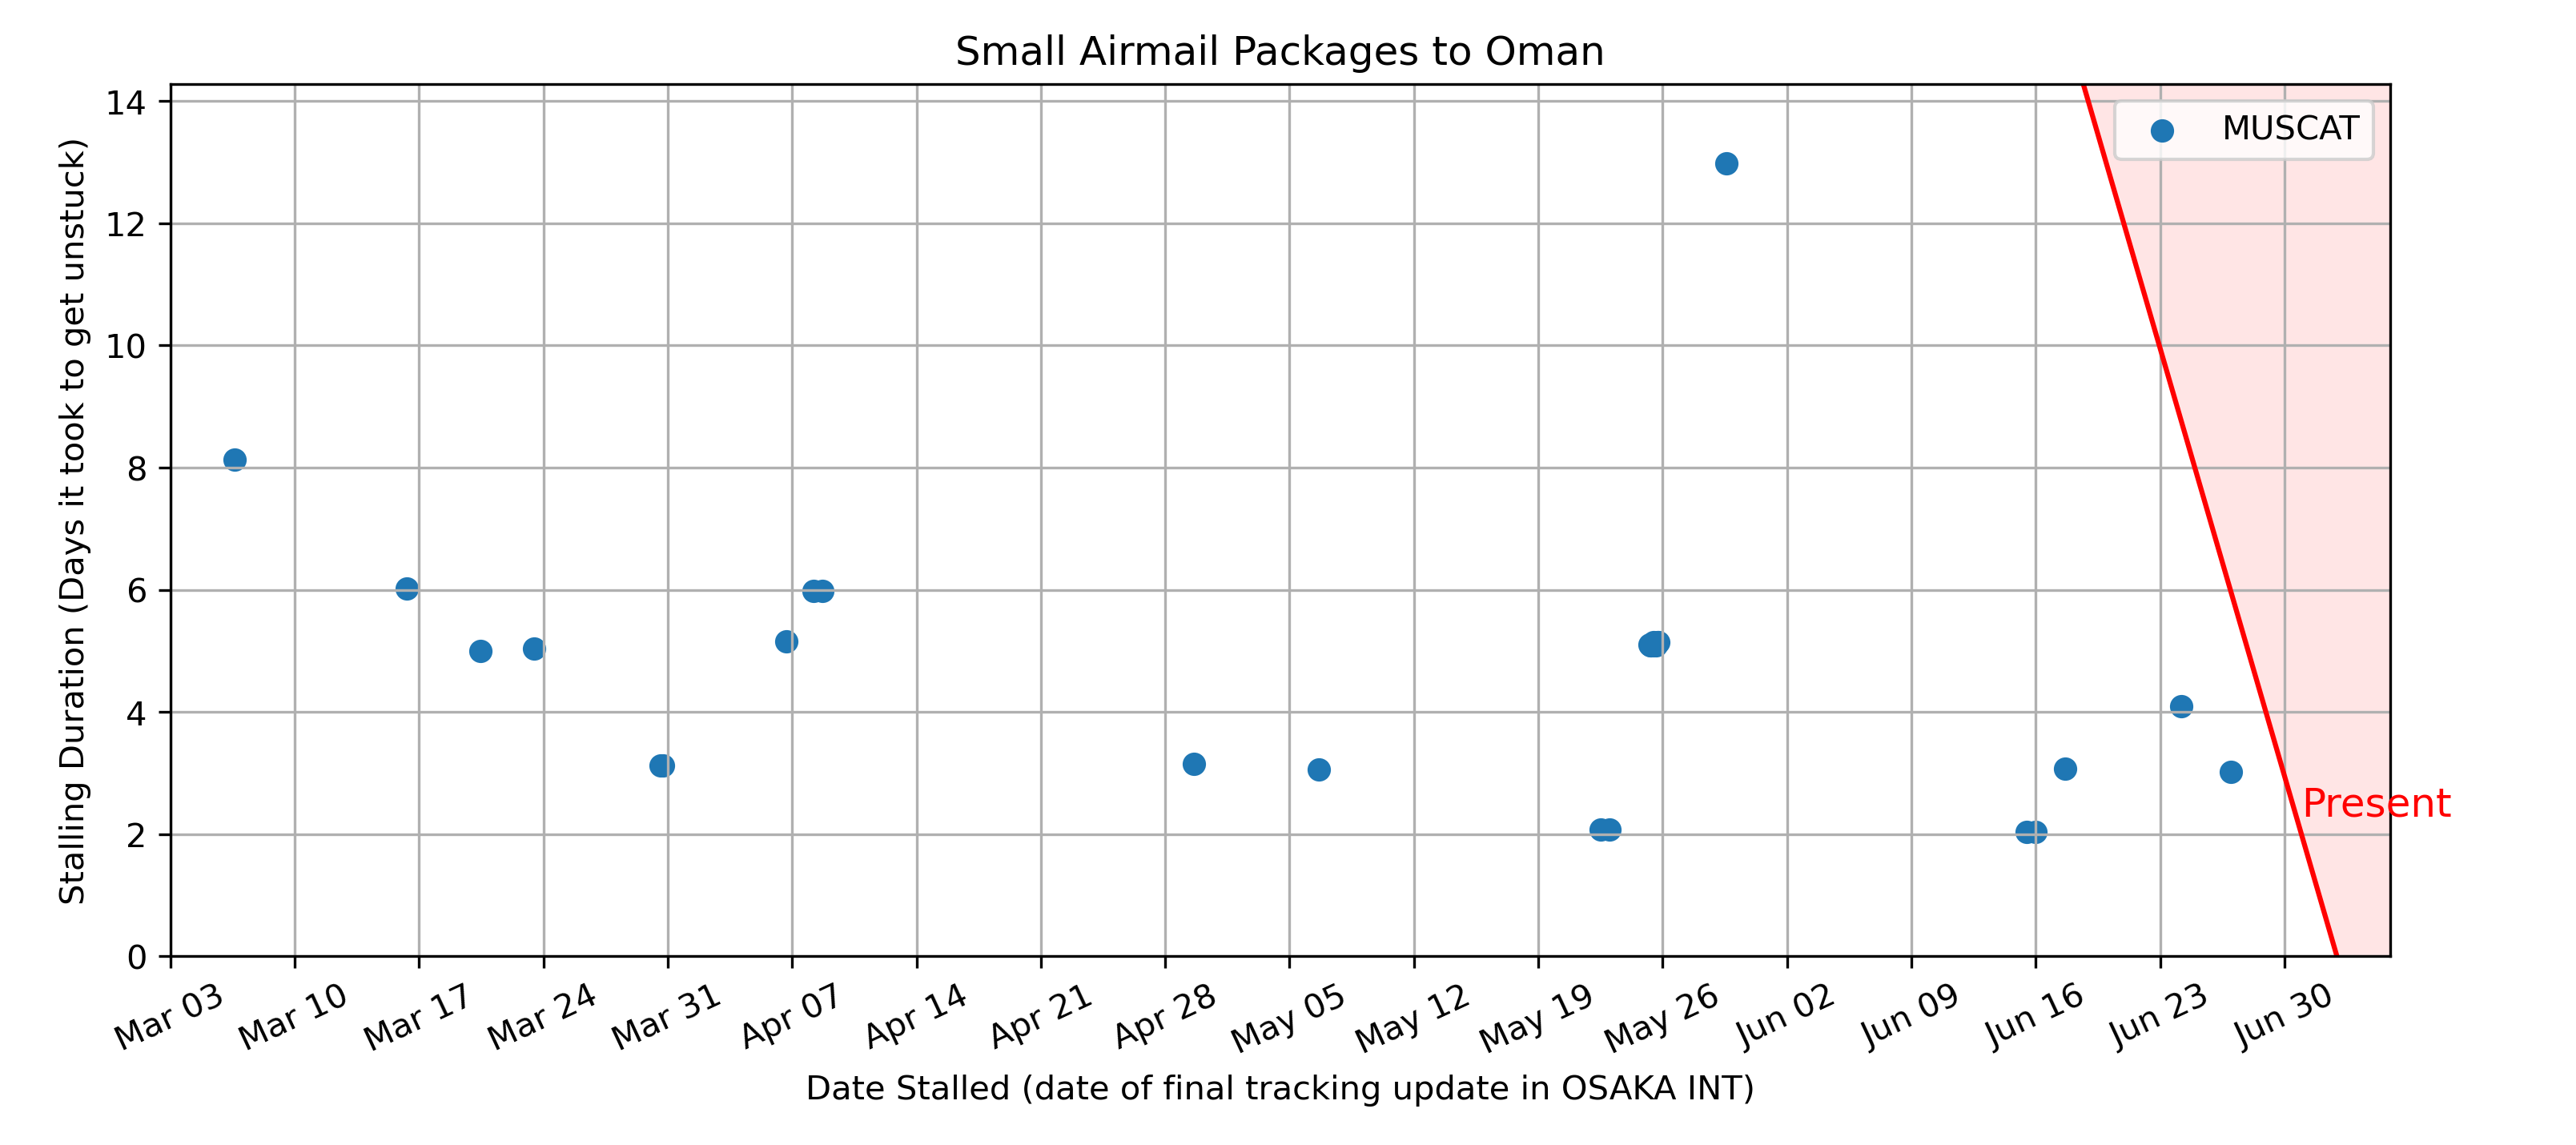 Small Airmail Packages to Oman
MUSCAT
14
12
10
8
6
4
2
0
Stalling Duration (Days it took to get unstuck)
Present
Mar 03
Mar 10
Mar 17
Mar 24
Mar 31
Apr 07
Apr 14
Apr 21
Apr 28
May 05
May 12
May 19
May 26
Jun 02
Jun 09
Jun 16
Jun 23
Jun 30
Date Stalled (date of final tracking update in OSAKA INT)